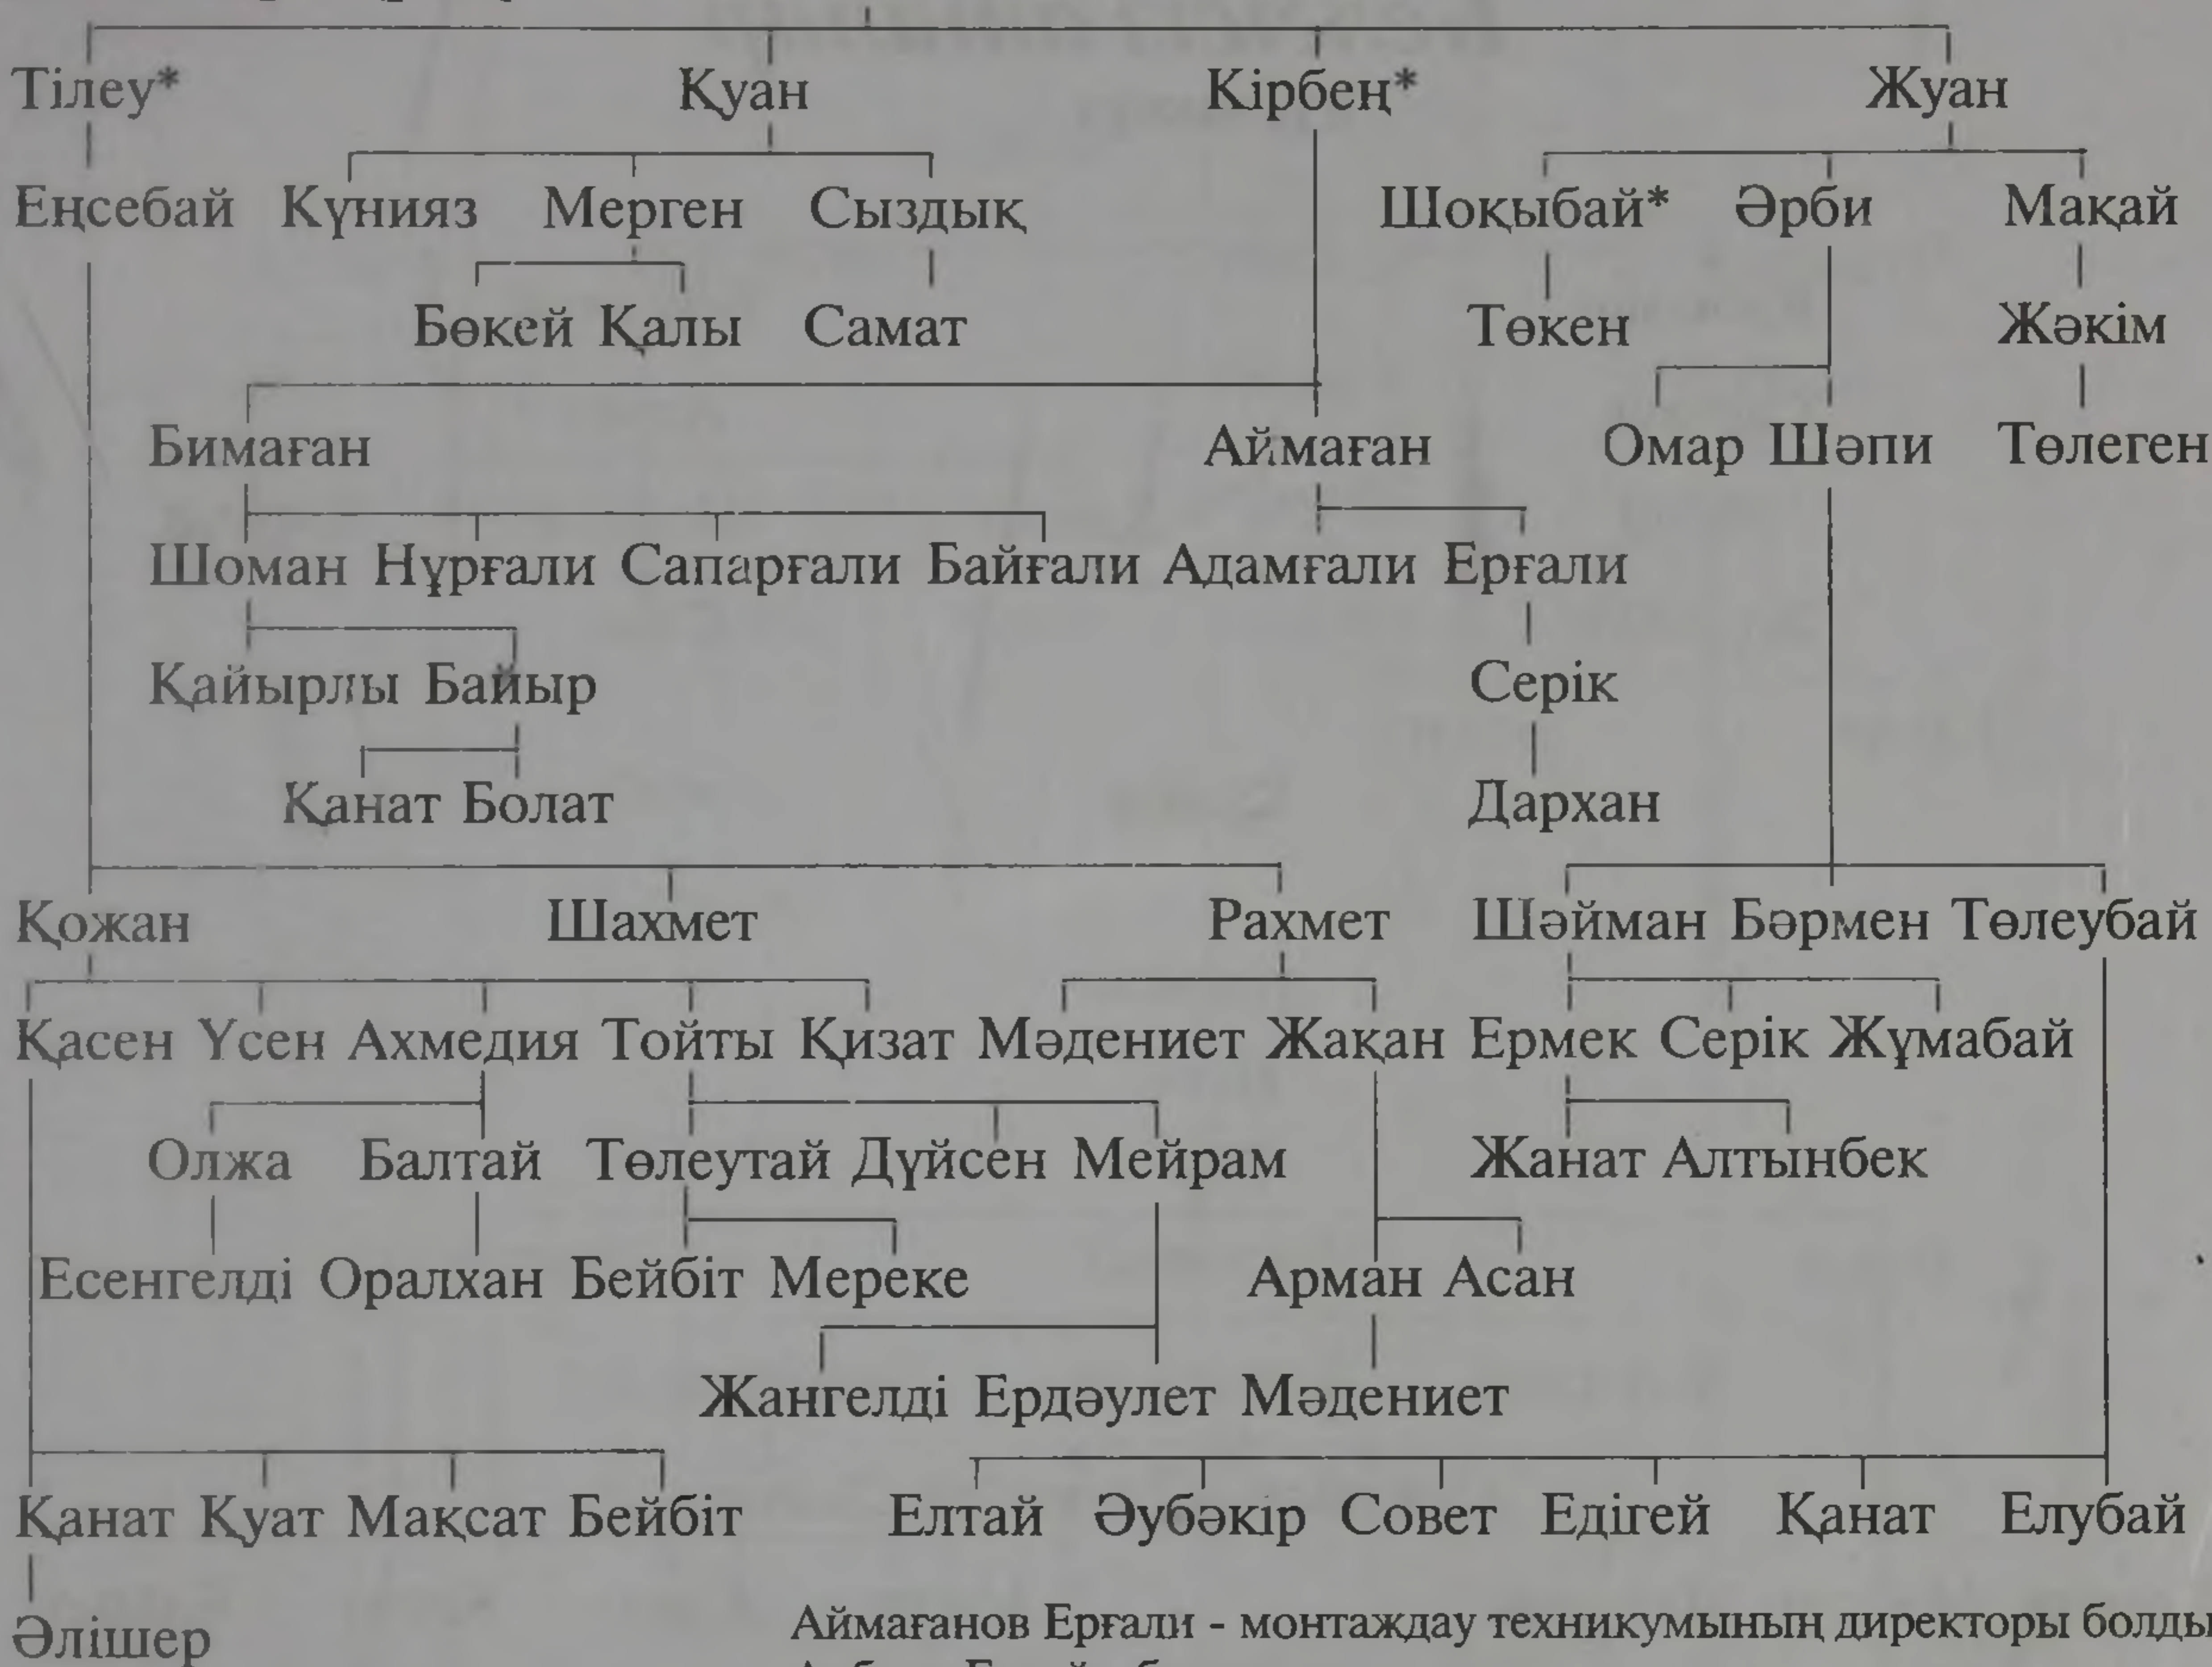 Тілеу* Қуан Кірбең* Жуан
Еңсебай Күнияз Мерген Сыздық Шоқыбай* Әрби Мақай
Бөкей Қалы Самат Төкен Жәкім
Бимаған Аймаған Омар Шәпи Төлеген
Шоман Нұрғали Сапарғали Байғали Адамғали Ерғали
Қайырлы Байыр Серік
Қанат Болат Дархан
Қожан Шахмет Рахмет Шәйман Бәрмен Төлеубай
Қасен Үсен Ахмедия Тойты Қизат Мәдениет Жақан Ермек Серік Жұмабай
Олжа Балтай Төлеутай Дүйсен Мейрам Жанат Алтынбек
Есенгелді Оралхан Бейбіт Мереке Арман Асан
Жангелді Ердәулет Мәдениет
Қанат Қуат Мақсат Бейбіт Елтай Әубәкір Совет Едігей Қанат Елубай
Әлішер Аймағанов Ерғали - монтаждау техникумының директоры болды